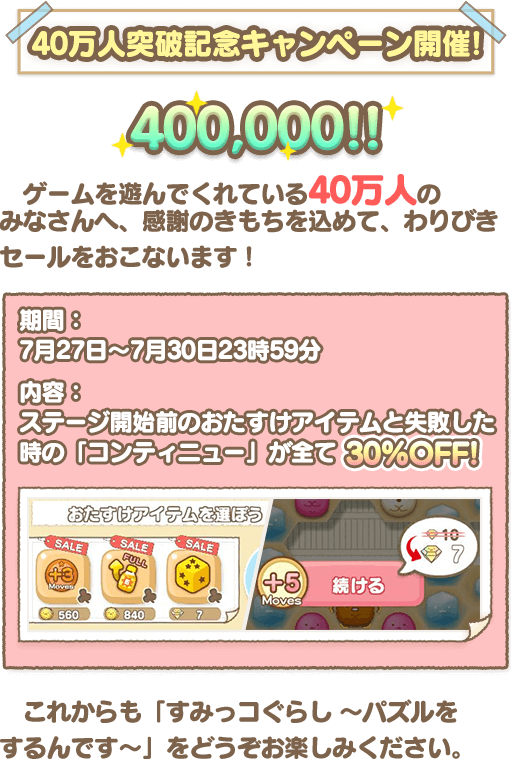 40万人突破記念キャンペーン開催!
400,000!!
ゲームを遊んでくれている40万人の
みなさんへ、感謝のきもちを込めて、わりびき
セールをおこないます！
期間：
7月27日〜7月30日23時59分
内容：
ステージ開始前のおたすけアイテムと失敗した
時の「コンティニュー」が全て 30%OFF!
おたすけアイテムを選ぼう
SALE SALE SALE
+3 Moves FULL
560 840 7
10
7
+5 Moves 続ける
これからも「すみっコぐらし 〜パズルを
するんです〜」をどうぞお楽しみください。